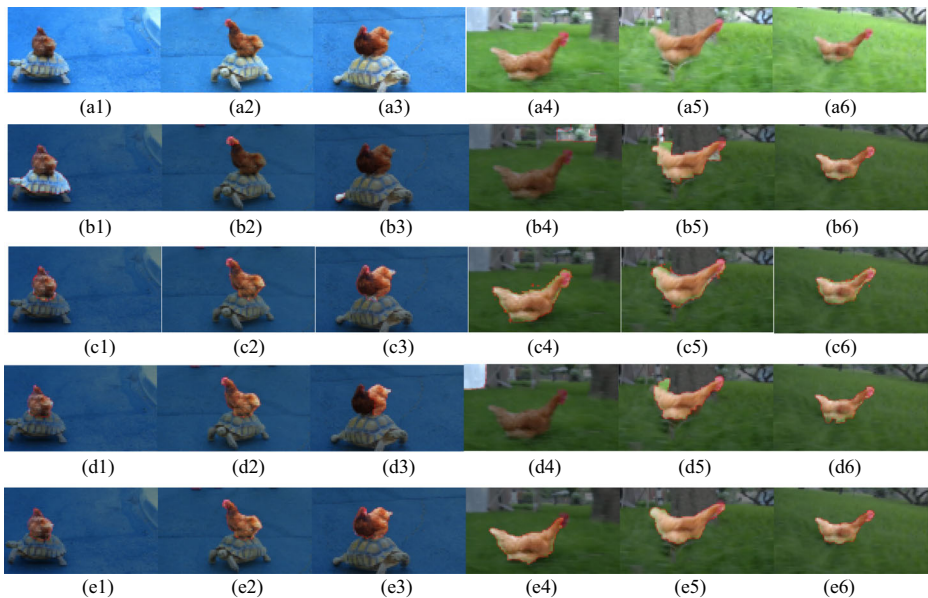 (a1) (a2) (a3) (a4) (a5) (a6)
(b1) (b2) (b3) (b4) (b5) (b6)
(c1) (c2) (c3) (c4) (c5) (c6)
(d1) (d2) (d3) (d4) (d5) (d6)
(e1) (e2) (e3) (e4) (e5) (e6)